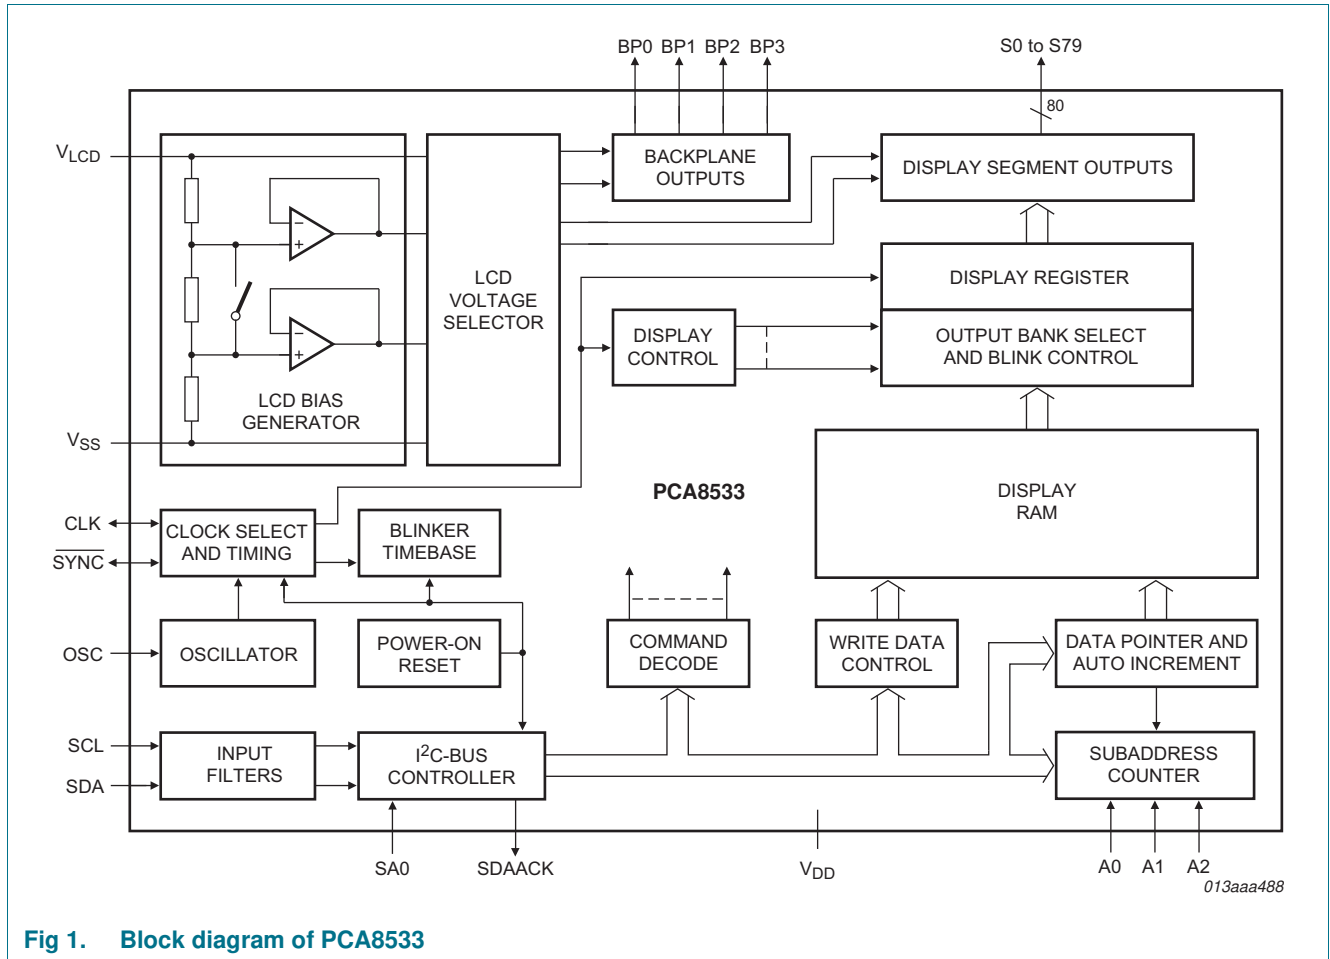 BP0 BP1 BP2 BP3
S0 to S79
80
VLCD
BACKPLANE
OUTPUTS
DISPLAY SEGMENT OUTPUTS
−
+
LCD
VOLTAGE
SELECTOR
DISPLAY REGISTER
−
+
DISPLAY
CONTROL
OUTPUT BANK SELECT
AND BLINK CONTROL
LCD BIAS
GENERATOR
VSS
PCA8533
DISPLAY
RAM
CLK
SYNC
CLOCK SELECT
AND TIMING
BLINKER
TIMEBASE
OSC
OSCILLATOR
POWER-ON
RESET
COMMAND
DECODE
WRITE DATA
CONTROL
DATA POINTER AND
AUTO INCREMENT
SCL
SDA
INPUT
FILTERS
I2C-BUS
CONTROLLER
SUBADDRESS
COUNTER
SA0
SDAACK
VDD
A0 A1 A2
013aaa488
Fig 1. Block diagram of PCA8533